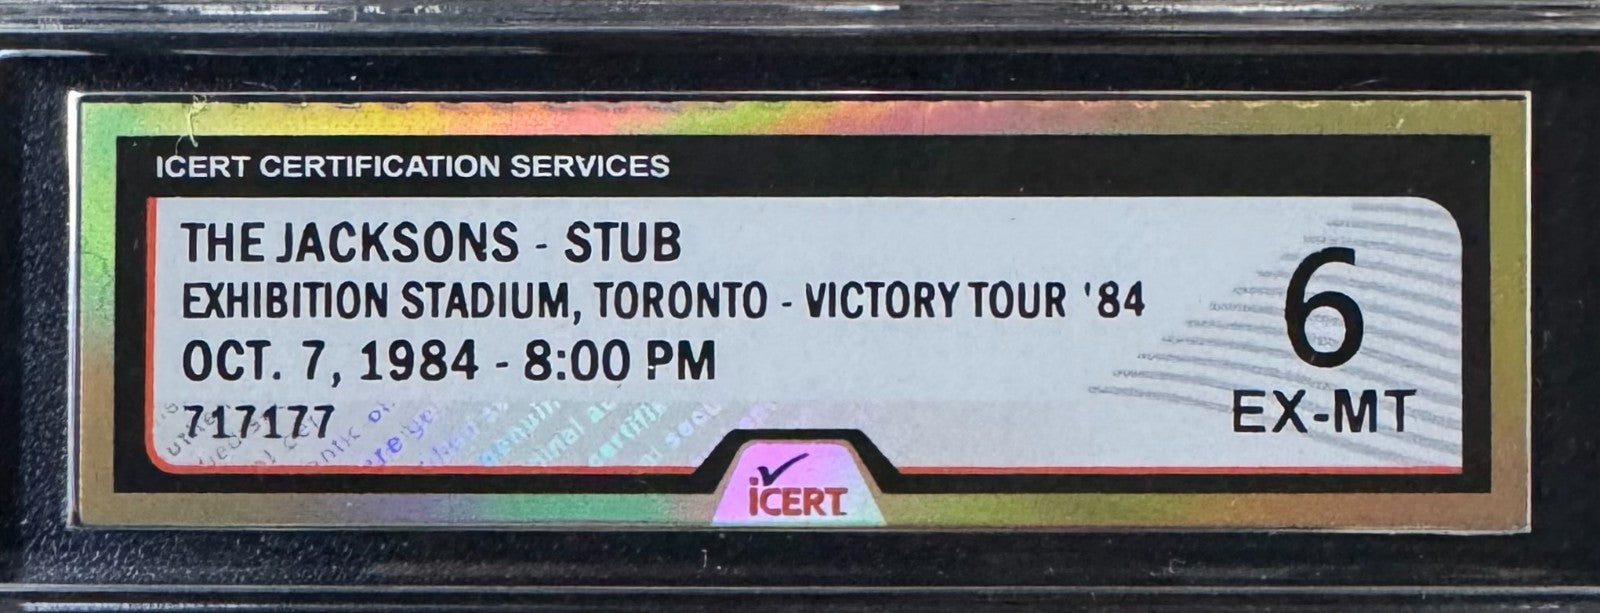 ICERT CERTIFICATION SERVICES
THE JACKSONS - STUB
EXHIBITION STADIUM, TORONTO - VICTORY TOUR '84
OCT. 7, 1984 - 8:00 PM
717177
6
EX-MT
iCERT